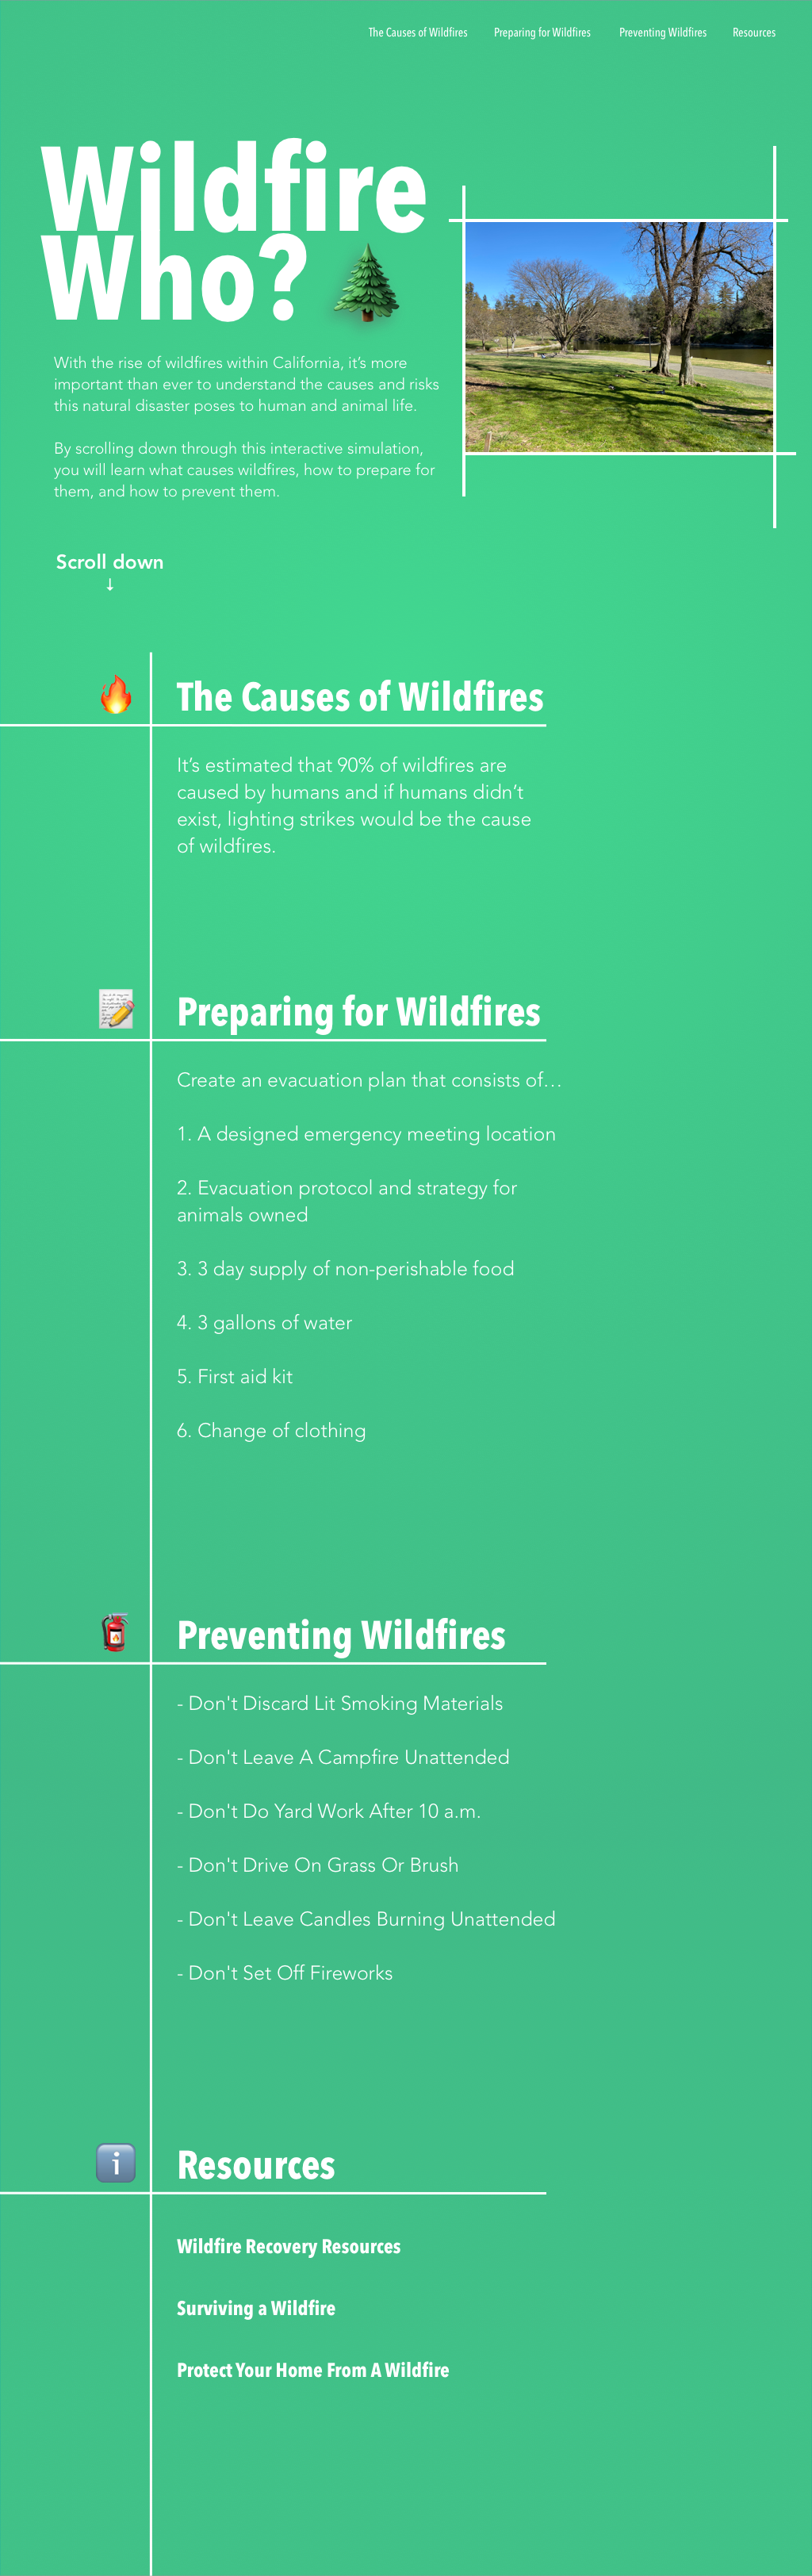 The Causes of Wildfires Preparing for Wildfires Preventing Wildfires Resources
Wildfire
Who?
With the rise of wildfires within California, it’s more
important than ever to understand the causes and risks
this natural disaster poses to human and animal life.
By scrolling down through this interactive simulation,
you will learn what causes wildfires, how to prepare for
them, and how to prevent them.
Scroll down
↓
The Causes of Wildfires
It’s estimated that 90% of wildfires are
caused by humans and if humans didn’t
exist, lighting strikes would be the cause
of wildfires.
Preparing for Wildfires
Create an evacuation plan that consists of…
1. A designed emergency meeting location
2. Evacuation protocol and strategy for
animals owned
3. 3 day supply of non-perishable food
4. 3 gallons of water
5. First aid kit
6. Change of clothing
Preventing Wildfires
- Don't Discard Lit Smoking Materials
- Don't Leave A Campfire Unattended
- Don't Do Yard Work After 10 a.m.
- Don't Drive On Grass Or Brush
- Don't Leave Candles Burning Unattended
- Don't Set Off Fireworks
i
Resources
Wildfire Recovery Resources
Surviving a Wildfire
Protect Your Home From A Wildfire